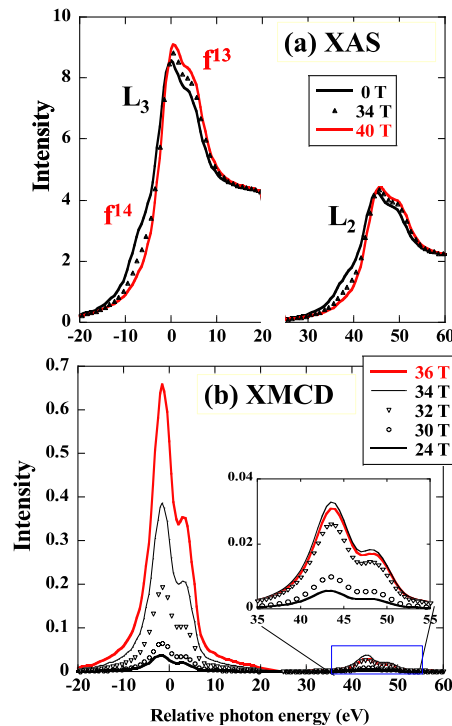 (a) XAS
f13
L3
0 T
34 T
40 T
f14
L2
Intensity
10
8
6
4
2
0
-20 -10 0 10 20 30 40 50 60
(b) XMCD
36 T
34 T
32 T
30 T
24 T
Intensity
0.7
0.6
0.5
0.4
0.3
0.2
0.1
0
0.04
0.02
0
35 40 45 50 55
-20 -10 0 10 20 30 40 50 60
Relative photon energy (eV)